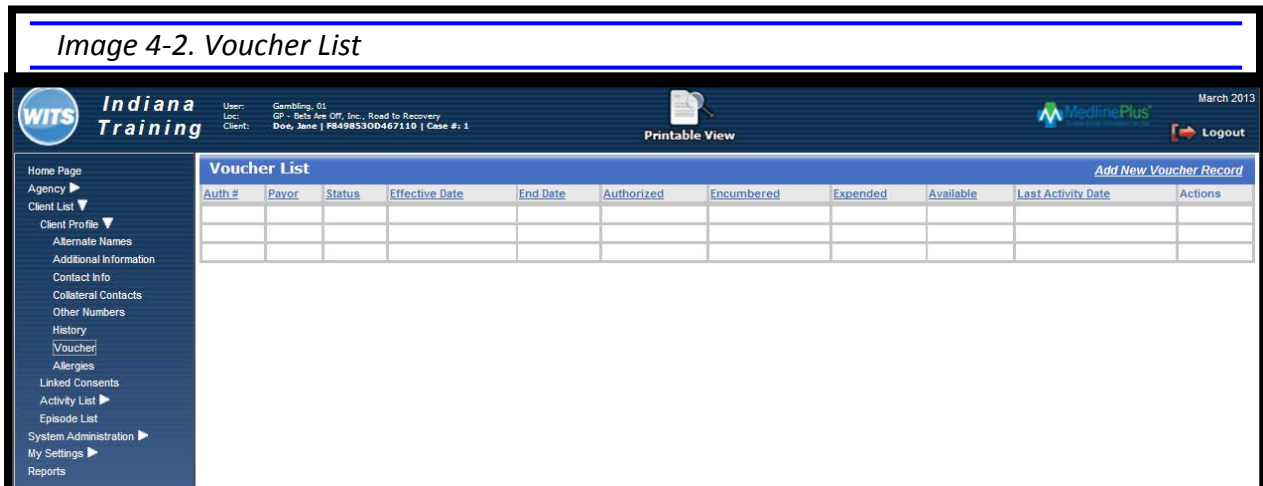 Image 4-2. Voucher List
WITS
Indiana
Training
User: Gambling, 01
Loc: GP - Bets Are Off, Inc., Road to Recovery
Client: Doe, Jane | F8498530D467110 | Case #: 1
Printable View
MedlinePlus
March 2013
Logout
Home Page
Agency
Client List
Client Profile
Alternate Names
Additional Information
Contact Info
Collateral Contacts
Other Numbers
History
Voucher
Allergies
Linked Consents
Activity List
Episode List
System Administration
My Settings
Reports
Voucher List Add New Voucher Record
Auth # Payor Status Effective Date End Date Authorized Encumbered Expended Available Last Activity Date Actions